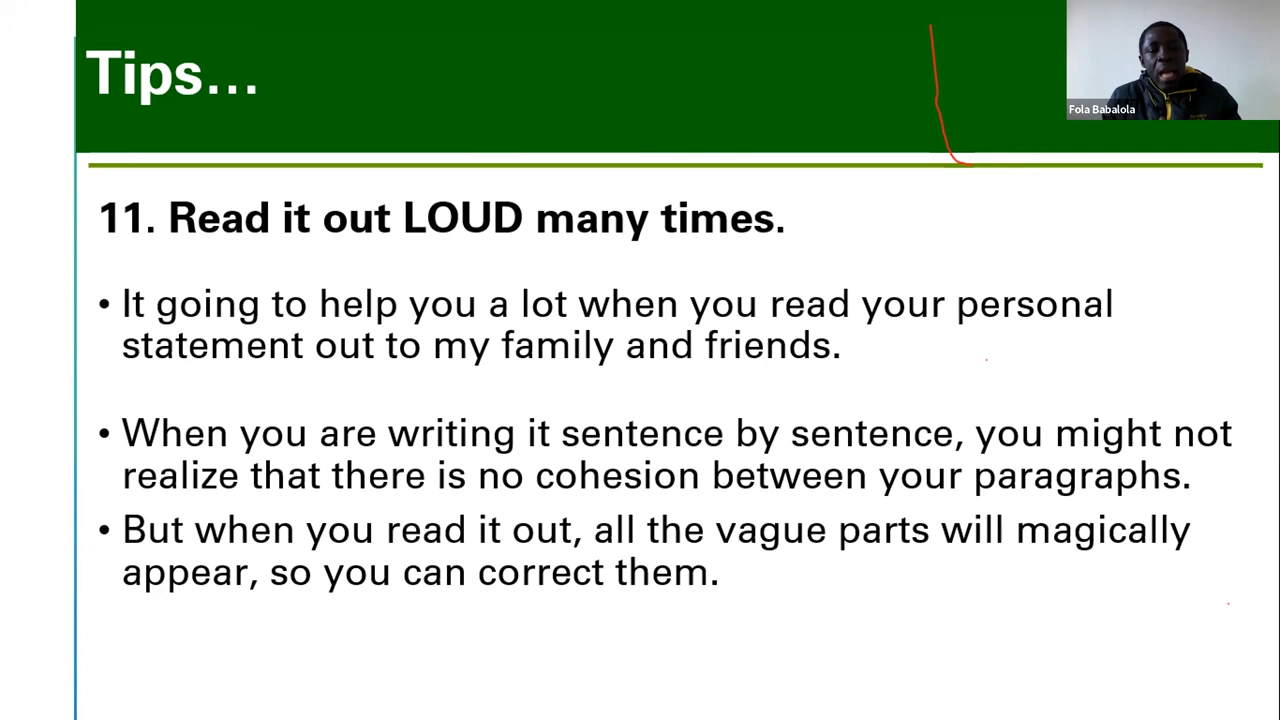 Tips...
Fola Babalola
11. Read it out LOUD many times.
• It going to help you a lot when you read your personal
statement out to my family and friends.
• When you are writing it sentence by sentence, you might not
realize that there is no cohesion between your paragraphs.
• But when you read it out, all the vague parts will magically
appear, so you can correct them.